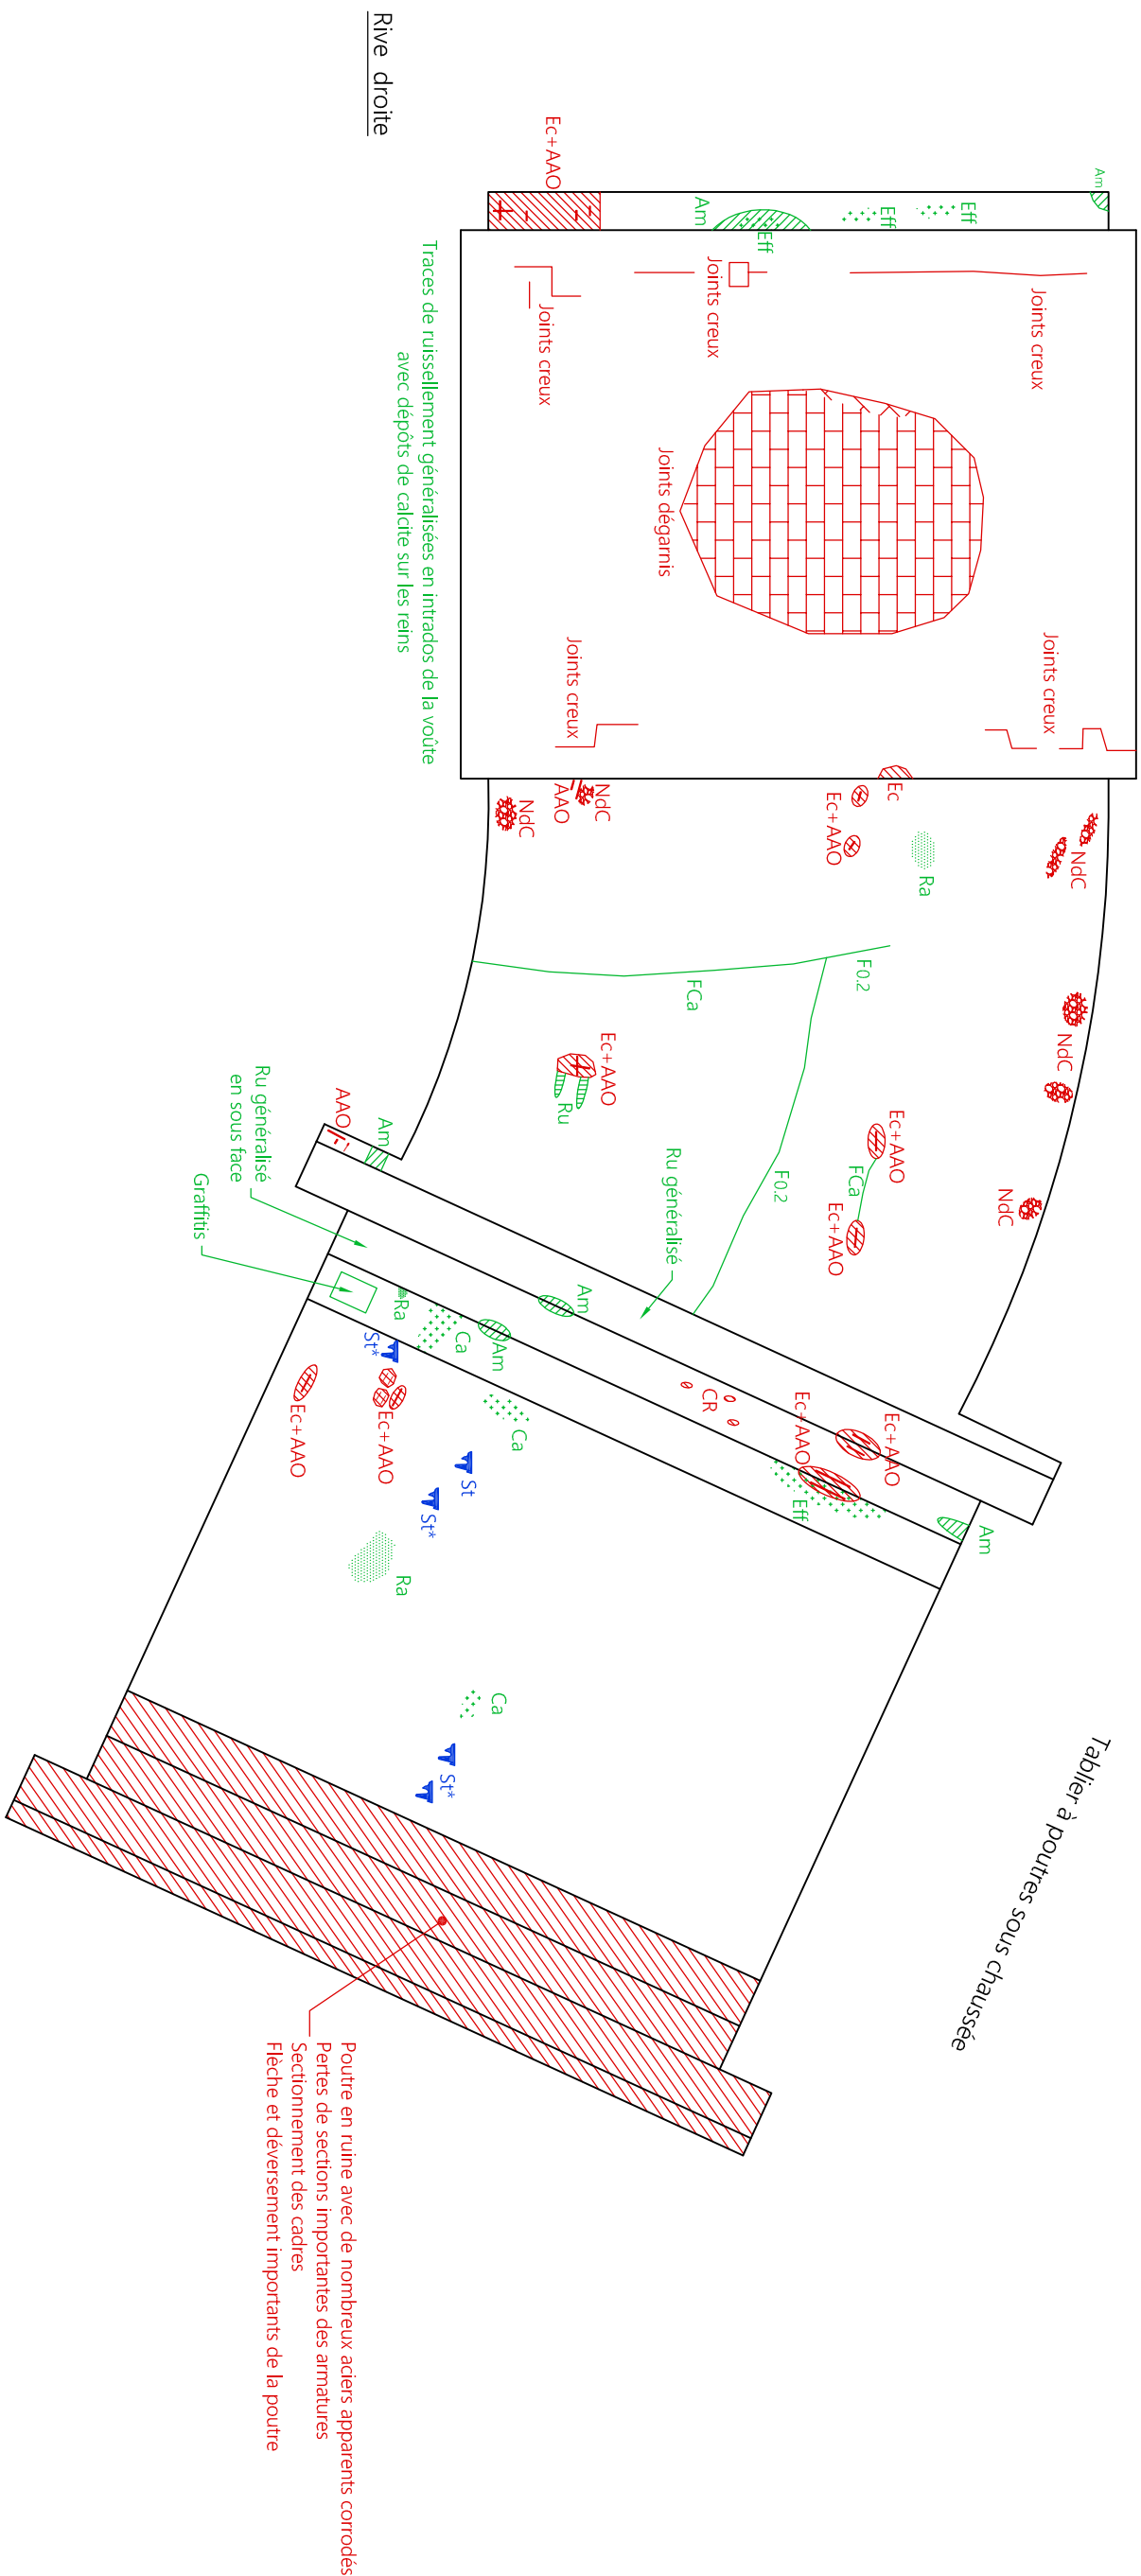 Rive droite
Ec+AAO
Am
Eff
Eff
Eff
Am
Joints creux
Joints creux
Joints creux
Joints dégarnis
Traces de ruissellement généralisées en intrados de la voûte
avec dépôts de calcite sur les reins
Joints creux
Joints creux
NdC
AAO
NdC
Ec
Ec+AAO
Ra
NdC
F0.2
FCa
NdC
Ec+AAO
Ru
Ec+AAO
FCa
Ec+AAO
F0.2
NdC
Ru généralisé
Ru généralisé
en sous face
Graffitis
AAO
Am
Am
Ra
Ca
Am
St*
CR
Ec+AAO
Ec+AAO
Eff
Am
Ec+AAO
Ec+AAO
Ca
St
St*
Ra
Ca
St*
Tablier à poutres sous chaussée
Poutre en ruine avec de nombreux aciers apparents corrodés
Pertes de sections importantes des armatures
Sectionnement des cadres
Flèche et déversement importants de la poutre